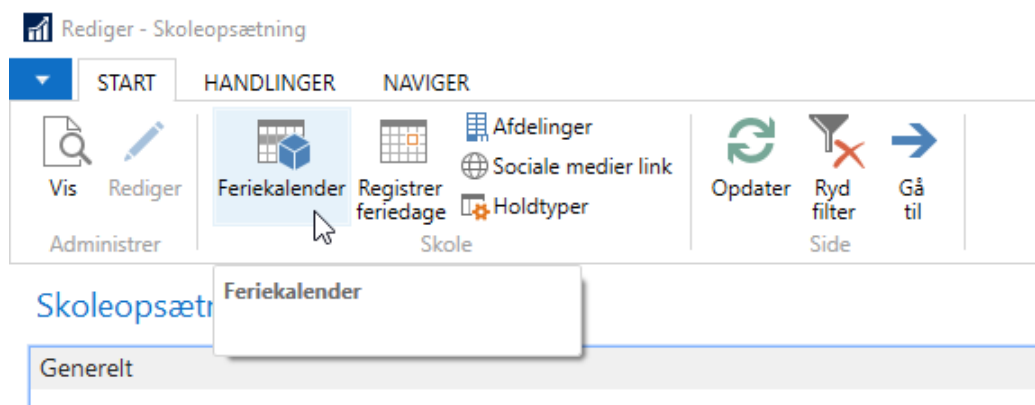 Rediger - Skoleopsætning
START HANDLINGER NAVIGER
Vis
Rediger
Administrer
Feriekalender
Registrer
feriedage
Afdelinger
Sociale medier link
Holdtyper
Skole
Opdater
Ryd
filter
Gå
til
Side
Feriekalender
Generelt